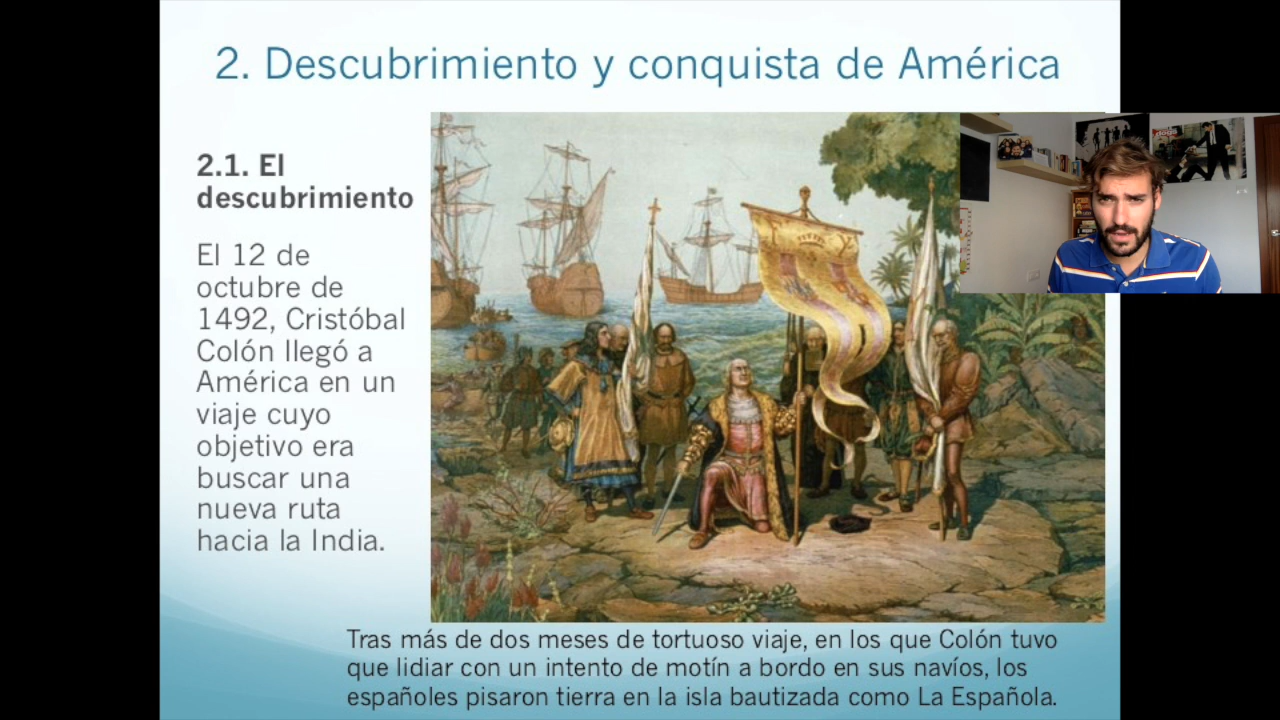 2. Descubrimiento y conquista de América
2.1. El
descubrimiento
El 12 de
octubre de
1492, Cristóbal
Colón llegó a
América en un
viaje cuyo
objetivo era
buscar una
nueva ruta
hacia la India.
Tras más de dos meses de tortuoso viaje, en los que Colón tuvo
que lidiar con un intento de motín a bordo en sus navíos, los
españoles pisaron tierra en la isla bautizada como La Española.